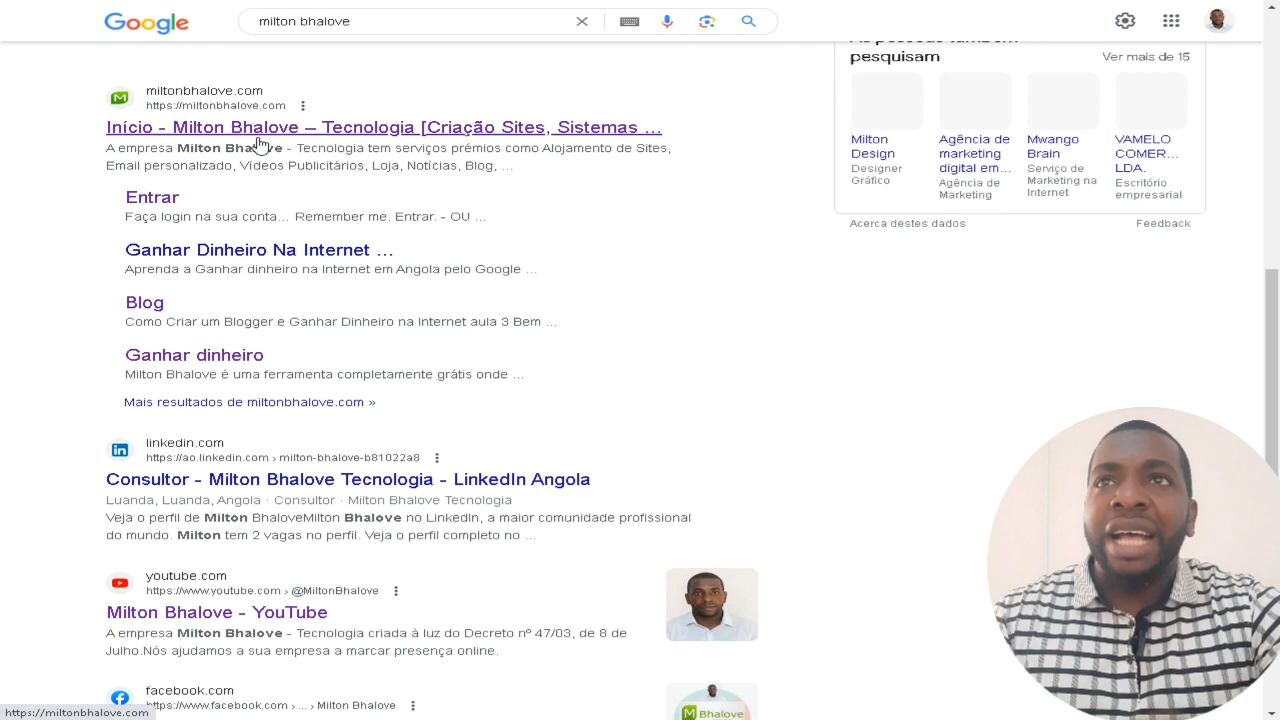 Google
milton bhalove
As pessoas também
pesquisam
Ver mais de 15
Milton
Design
Designer
Gráfico
Agência de
marketing
digital em...
Agência de
Marketing
Mwango
Brain
Serviço de
Marketing na
Internet
VAMELO
COMER...
LDA.
Escritório
empresarial
Acerca destes dados
Feedback
miltonbhalove.com
https://miltonbhalove.com
Início - Milton Bhalove – Tecnologia [Criação Sites, Sistemas ...
A empresa Milton Bhalove - Tecnologia tem serviços prémios como Alojamento de Sites,
Email personalizado, Vídeos Publicitários, Loja, Notícias, Blog, ...
Entrar
Faça login na sua conta... Remember me. Entrar. - OU ...
Ganhar Dinheiro Na Internet ...
Aprenda a Ganhar dinheiro na Internet em Angola pelo Google ...
Blog
Como Criar um Blogger e Ganhar Dinheiro na Internet aula 3 Bem ...
Ganhar dinheiro
Milton Bhalove é uma ferramenta completamente grátis onde ...
Mais resultados de miltonbhalove.com »
linkedin.com
https://ao.linkedin.com › milton-bhalove-b81022a8
Consultor - Milton Bhalove Tecnologia - LinkedIn Angola
Luanda, Luanda, Angola · Consultor · Milton Bhalove Tecnologia
Veja o perfil de Milton BhaloveMilton Bhalove no LinkedIn, a maior comunidade profissional
do mundo. Milton tem 2 vagas no perfil. Veja o perfil completo no ...
youtube.com
https://www.youtube.com › @MiltonBhalove
Milton Bhalove - YouTube
A empresa Milton Bhalove - Tecnologia criada à luz do Decreto nº 47/03, de 8 de
Julho.Nós ajudamos a sua empresa a marcar presença online.
facebook.com
https://www.facebook.com › ... › Milton Bhalove
M Bhalove
https://miltonbhalove.com